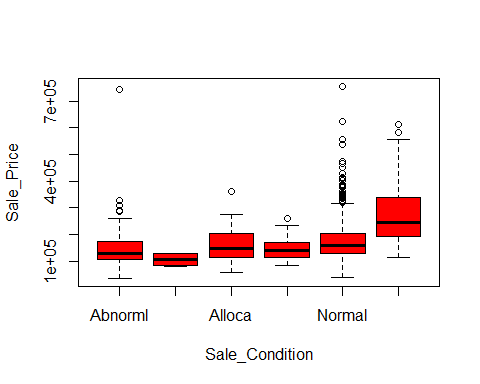 Sale_Price
7e+05
4e+05
1e+05
Abnorml Alloca Normal
Sale_Condition